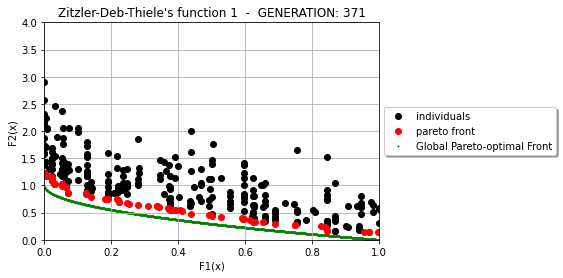 Zitzler-Deb-Thiele's function 1 - GENERATION: 371
4.0
3.5
3.0
2.5
2.0
1.5
1.0
0.5
0.0
F2(x)
0.0 0.2 0.4 0.6 0.8 1.0
F1(x)
individuals
pareto front
Global Pareto-optimal Front